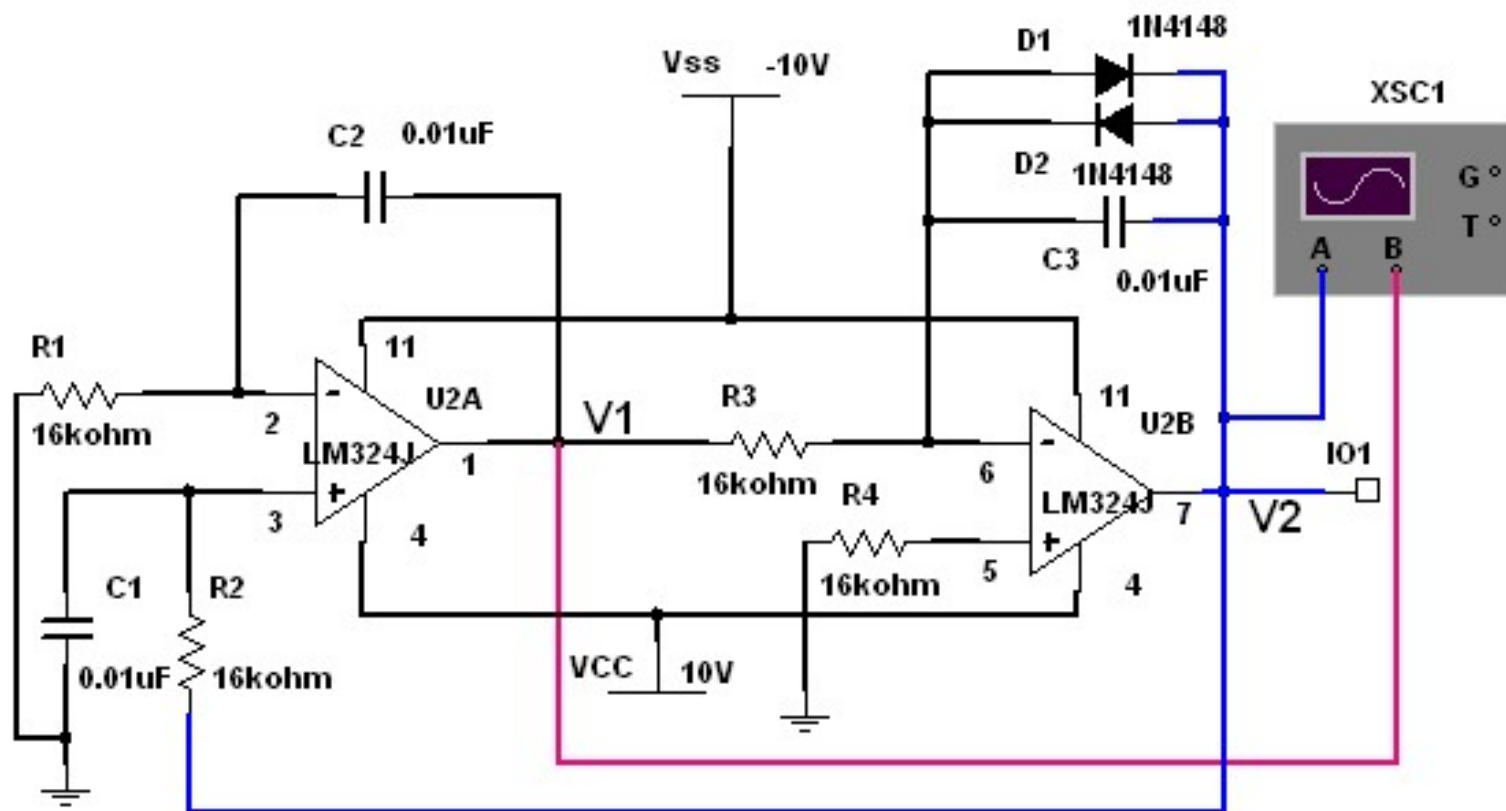 D1
1N4148
Vss
-10V
XSC1
C2
0.01uF
D2
1N4148
G
T
A
B
C3
0.01uF
R1
11
U2A
V1
R3
11
U2B
16kohm
2
LM324J
1
16kohm
6
IO1
R4
LM324J
7
V2
3
4
16kohm
5
4
C1
R2
0.01uF
16kohm
VCC
10V